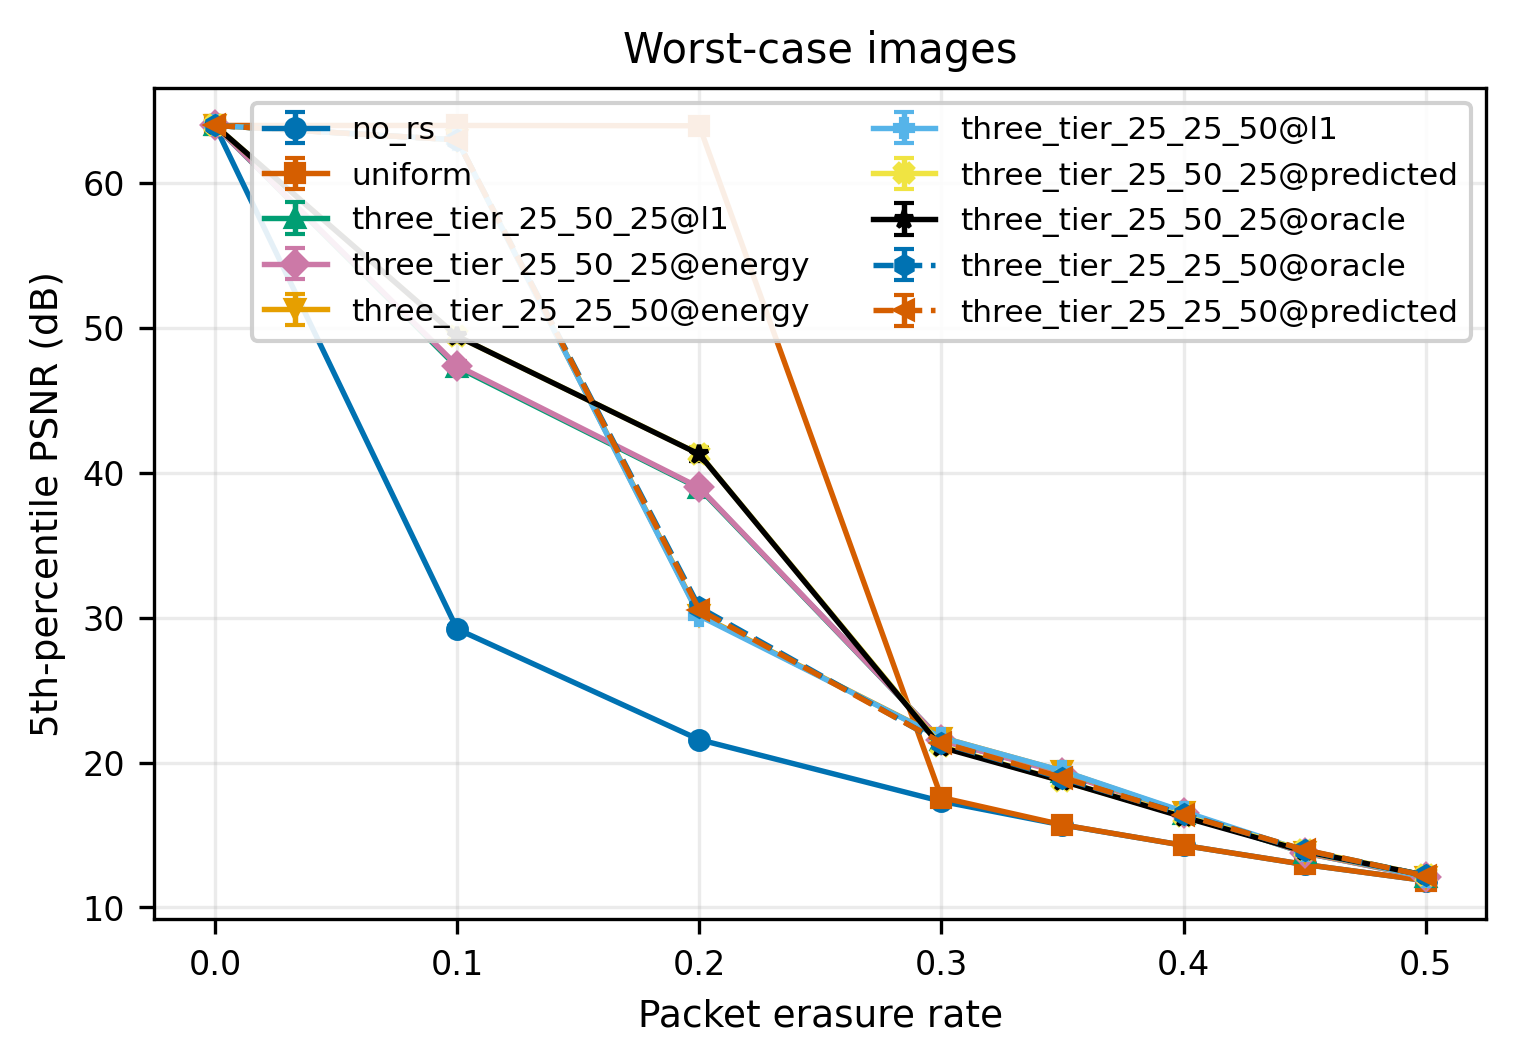 Worst-case images
no_rs
uniform
three_tier_25_50_25@l1
three_tier_25_50_25@energy
three_tier_25_25_50@energy
three_tier_25_25_50@l1
three_tier_25_50_25@predicted
three_tier_25_50_25@oracle
three_tier_25_25_50@oracle
three_tier_25_25_50@predicted
5th-percentile PSNR (dB)
60
50
40
30
20
10
0.0 0.1 0.2 0.3 0.4 0.5
Packet erasure rate